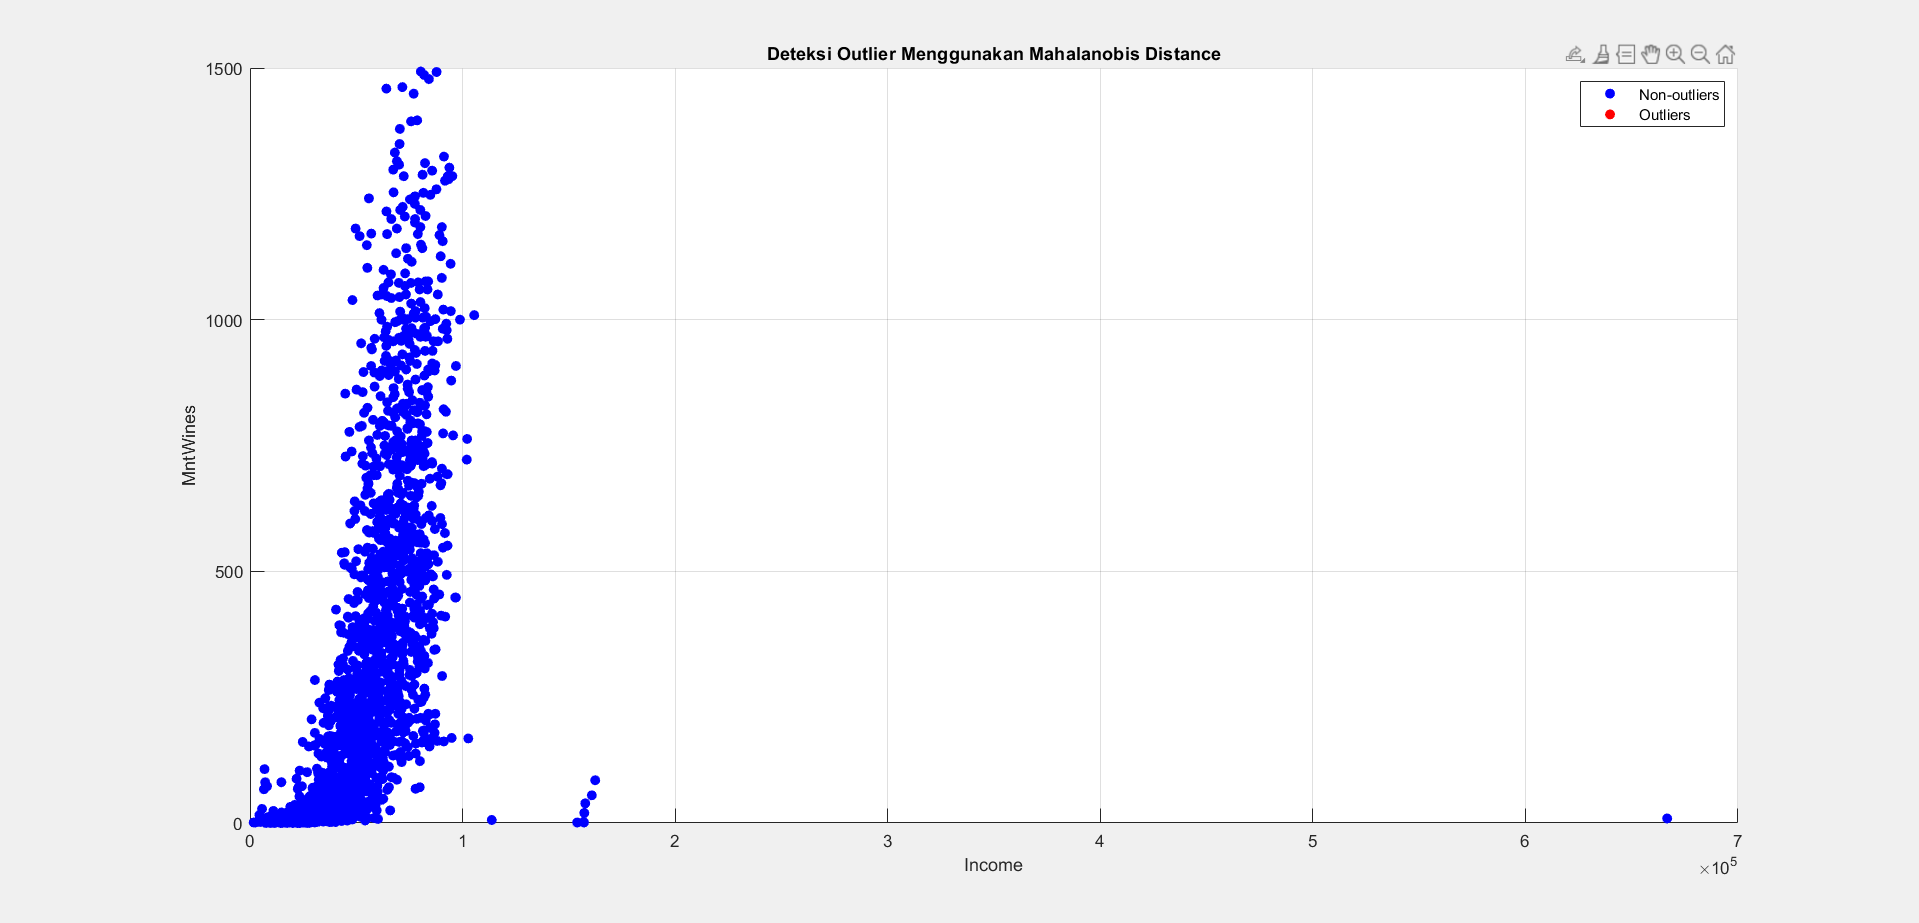 Deteksi Outlier Menggunakan Mahalanobis Distance
Non-outliers
Outliers
1500
1000
500
0
MntWines
0 1 2 3 4 5 6 7
×10^5
Income